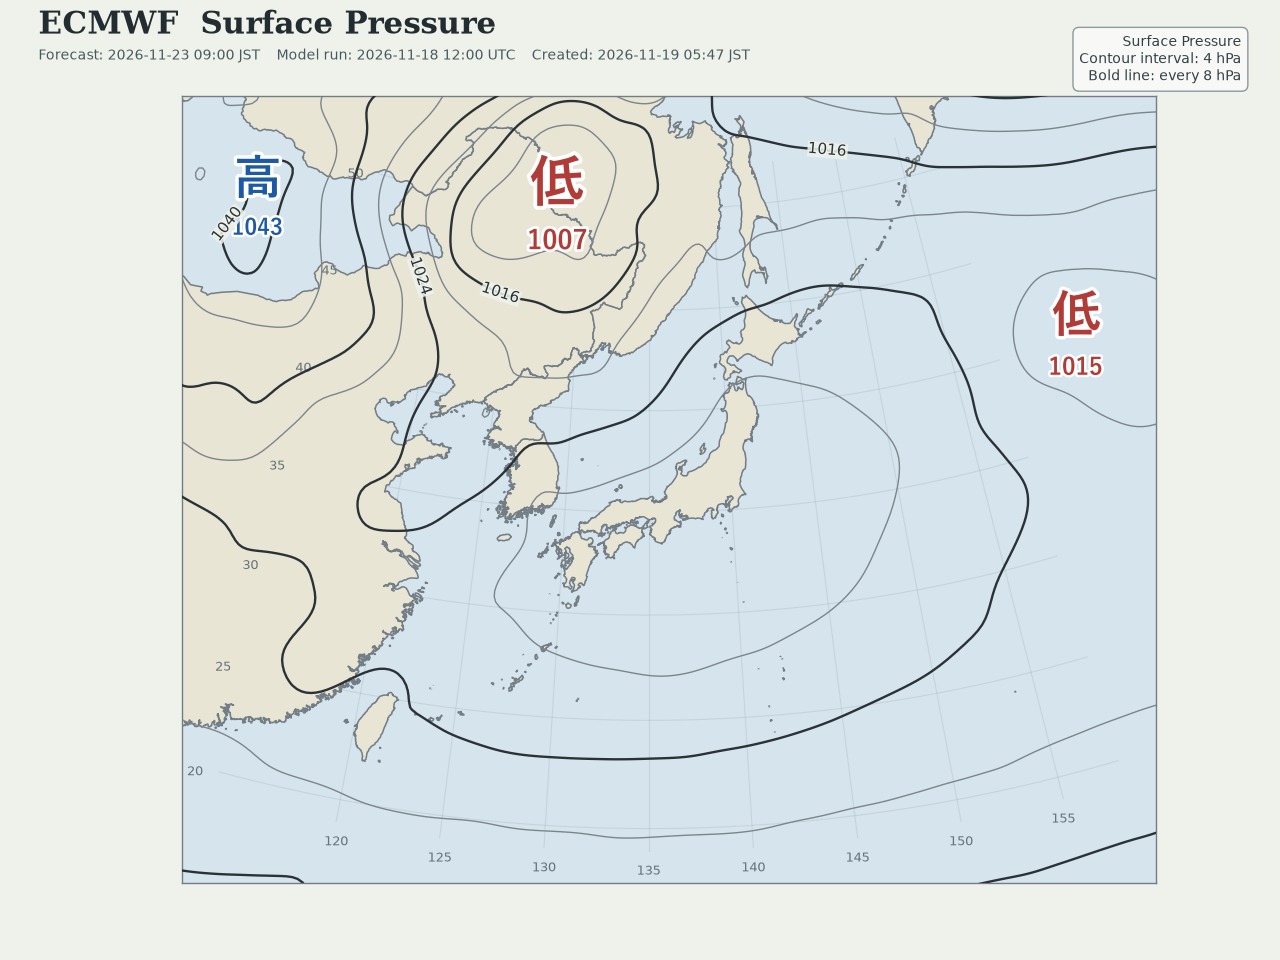 ECMWF  Surface Pressure
Forecast: 2026-11-23 09:00 JST    Model run: 2026-11-18 12:00 UTC    Created: 2026-11-19 05:47 JST
Surface Pressure
Contour interval: 4 hPa
Bold line: every 8 hPa
1016
高
1043
1040
50
低
1007
45
1024
1016
低
1015
40
35
30
25
20
120
125
130
135
140
145
150
155